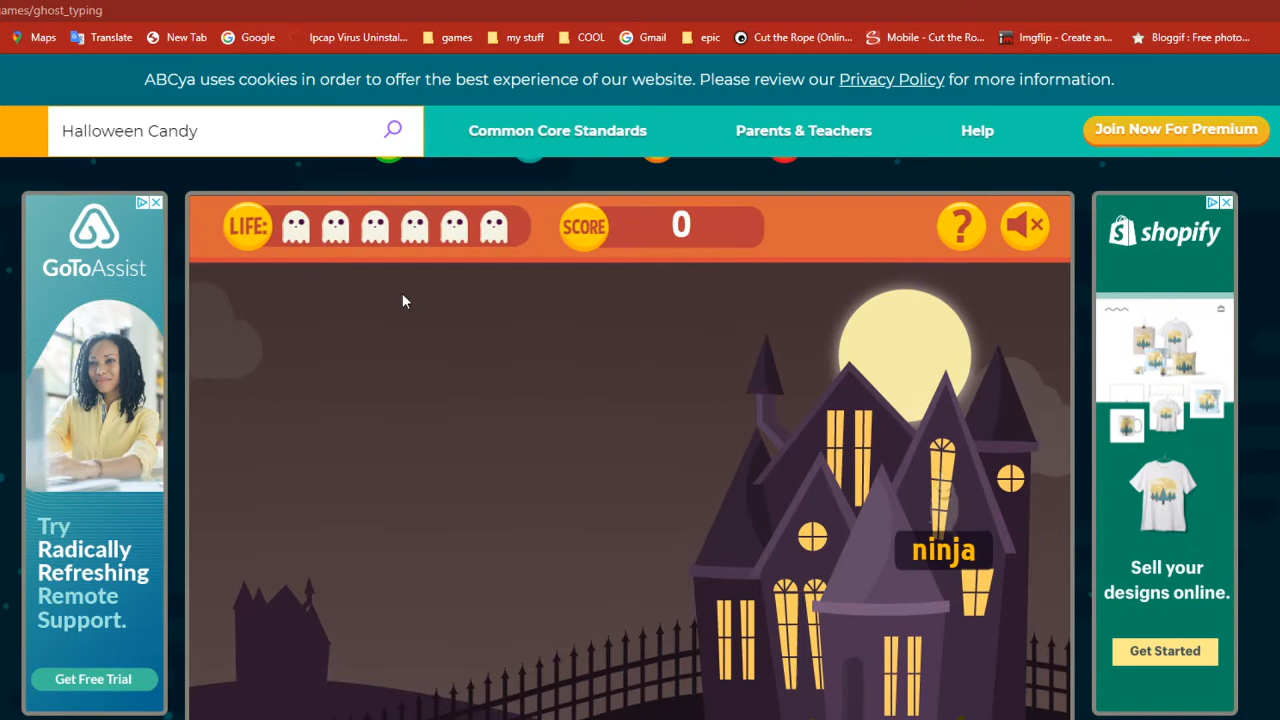 ames/ghost_typing
Maps Translate New Tab Google Ipcap Virus Uninstal... games my stuff COOL Gmail epic Cut the Rope (Onlin... Mobile - Cut the Ro... Imgflip - Create an... Bloggif : Free photo...
ABCya uses cookies in order to offer the best experience of our website. Please review our Privacy Policy for more information.
Halloween Candy Common Core Standards Parents & Teachers Help Join Now For Premium
LIFE: SCORE 0 ?
GoToAssist
Try
Radically
Refreshing
Remote
Support.
Get Free Trial
ninja
shopify
Sell your
designs online.
Get Started